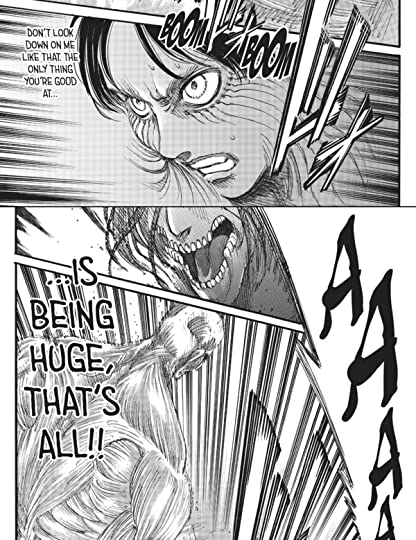 DON'T LOOK
DOWN ON ME
LIKE THAT. THE
ONLY THING
YOU'RE GOOD
AT...
BOOM
BOOM
BOOM
BOOM
...IS
BEING
HUGE,
THAT'S
ALL!!
A
A
A
A